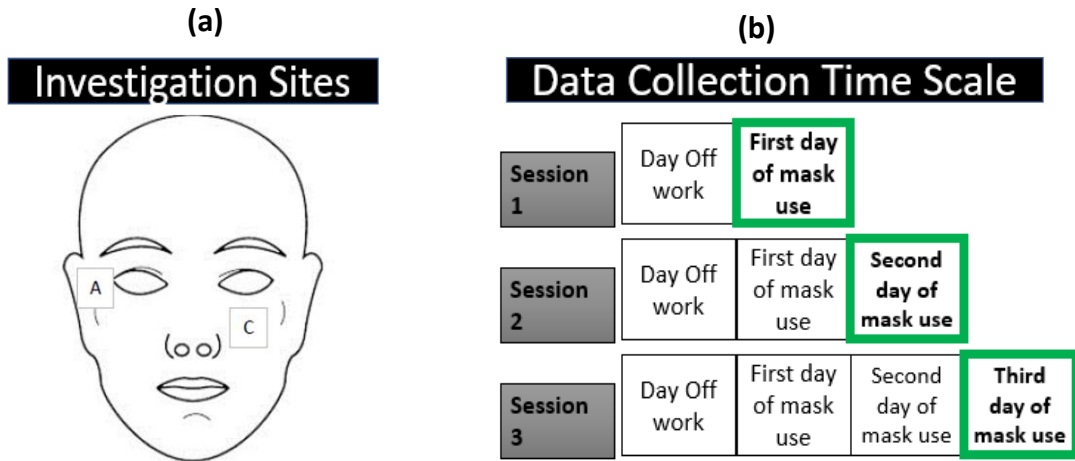 (a)
Investigation Sites
A
C
(b)
Data Collection Time Scale
Session
1
Day Off
work
First day
of mask
use
Session
2
Day Off
work
First day
of mask
use
Second
day of
mask use
Session
3
Day Off
work
First day
of mask
use
Second
day of
mask use
Third
day of
mask use